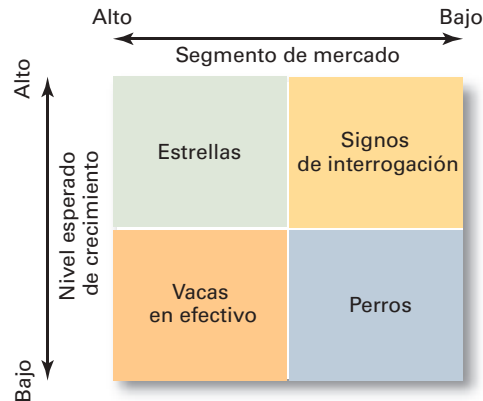 Alto
Bajo
Segmento de mercado
Alto
Nivel esperado
de crecimiento
Bajo
Estrellas
Signos
de interrogación
Vacas
en efectivo
Perros